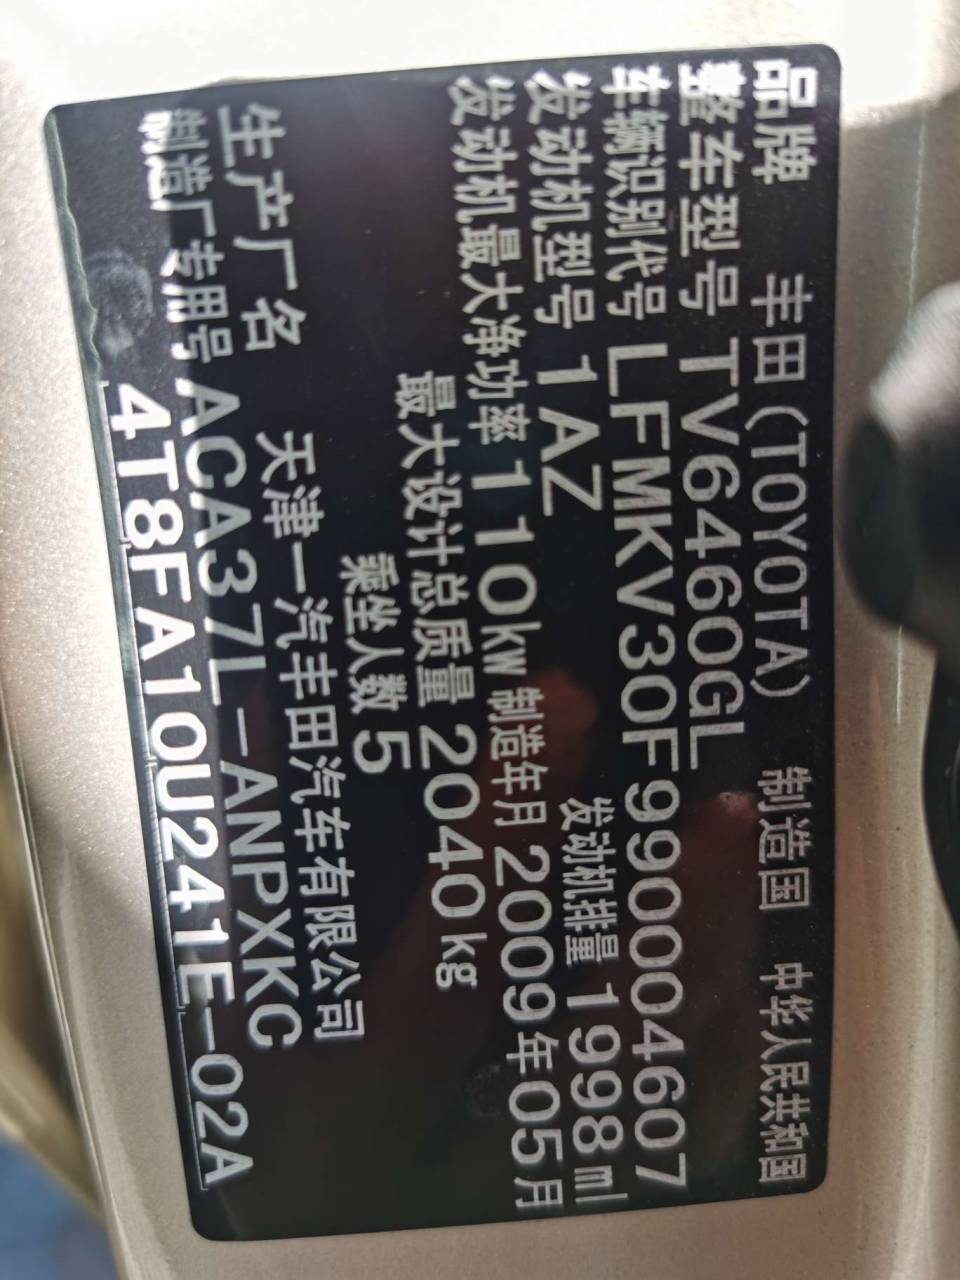 品牌 丰田(TOYOTA) 制造国 中华人民共和国
整车型号 TV6460GL
车辆识别代号 LFMKV30F990004607
发动机型号 1AZ 发动机排量 1998ml
发动机最大净功率 110kW 制造年月 2009年05月
最大设计总质量 2040kg
乘坐人数 5
生产厂名 天津一汽丰田汽车有限公司
制造厂专用号 ACA37L-ANPXKC
4T8FA10U241E-02A